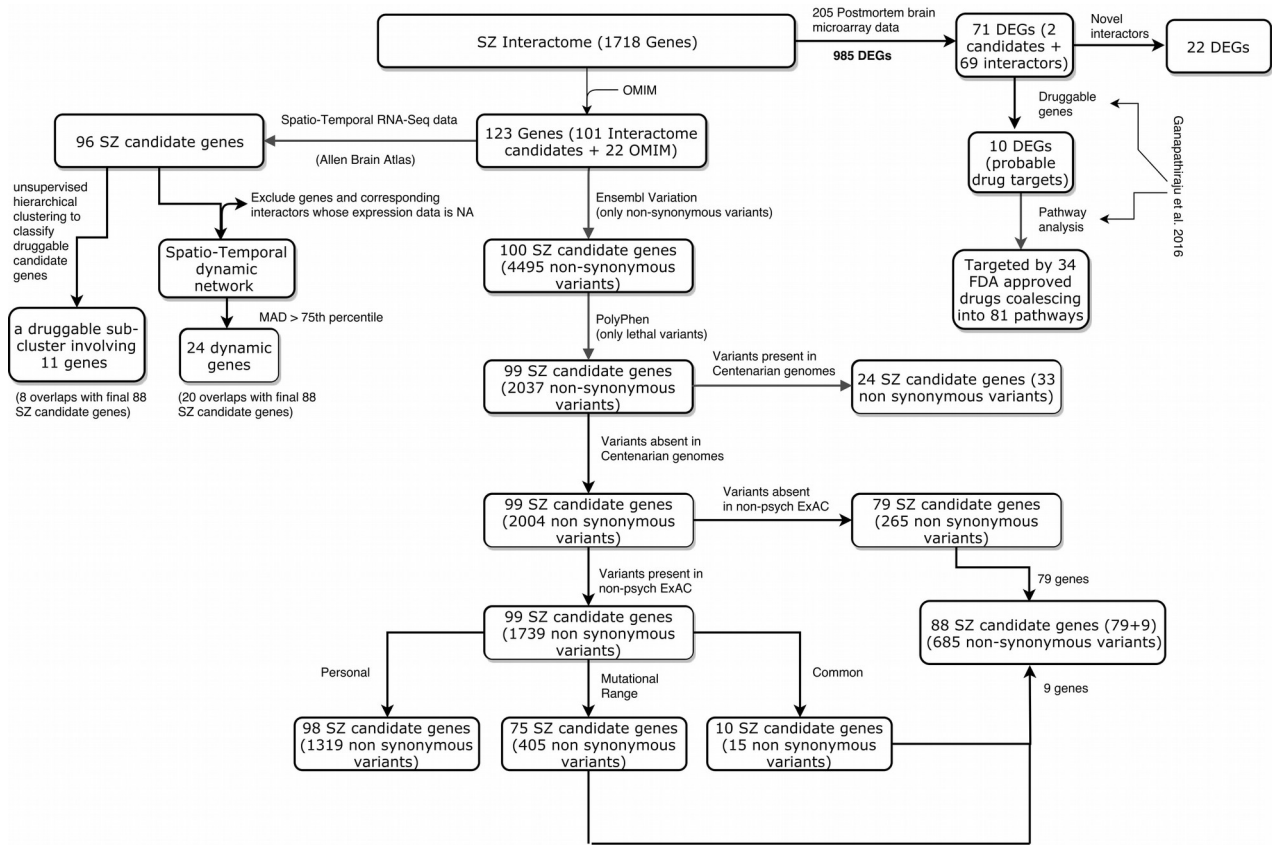 SZ Interactome (1718 Genes)
205 Postmortem brain
microarray data
985 DEGs
71 DEGs (2
candidates +
69 interactors)
Novel
interactors
22 DEGs
OMIM
Druggable
genes
10 DEGs
(probable
drug targets)
Pathway
analysis
Ganapathiraju et al. 2016
Targeted by 34
FDA approved
drugs coalescing
into 81 pathways
123 Genes (101 Interactome
candidates + 22 OMIM)
Spatio-Temporal RNA-Seq data
(Allen Brain Atlas)
96 SZ candidate genes
unsupervised
hierarchical
clustering to
classify
druggable
candidate
genes
Exclude genes and corresponding
interactors whose expression data is NA
Spatio-Temporal
dynamic
network
MAD > 75th percentile
a druggable sub-
cluster involving
11 genes
(8 overlaps with final 88
SZ candidate genes)
24 dynamic
genes
(20 overlaps with final 88
SZ candidate genes)
Ensembl Variation
(only non-synonymous variants)
100 SZ candidate genes
(4495 non-synonymous
variants)
PolyPhen
(only lethal variants)
99 SZ candidate genes
(2037 non-synonymous
variants)
Variants present in
Centenarian genomes
24 SZ candidate genes (33
non synonymous variants)
Variants absent in
Centenarian genomes
99 SZ candidate genes
(2004 non synonymous
variants)
Variants absent
in non-psych ExAC
79 SZ candidate genes
(265 non synonymous
variants)
79 genes
Variants present in
non-psych ExAC
99 SZ candidate genes
(1739 non synonymous
variants)
88 SZ candidate genes (79+9)
(685 non-synonymous variants)
9 genes
Personal
Mutational
Range
Common
98 SZ candidate genes
(1319 non synonymous
variants)
75 SZ candidate genes
(405 non synonymous
variants)
10 SZ candidate genes
(15 non synonymous
variants)